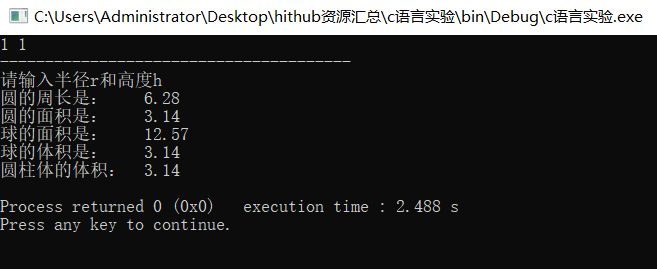 C:\Users\Administrator\Desktop\hithub资源汇总\c语言实验\bin\Debug\c语言实验.exe
1 1
---------------------------------------
请输入半径r和高度h
圆的周长是： 6.28
圆的面积是： 3.14
球的面积是： 12.57
球的体积是： 3.14
圆柱体的体积： 3.14
Process returned 0 (0x0) execution time : 2.488 s
Press any key to continue.